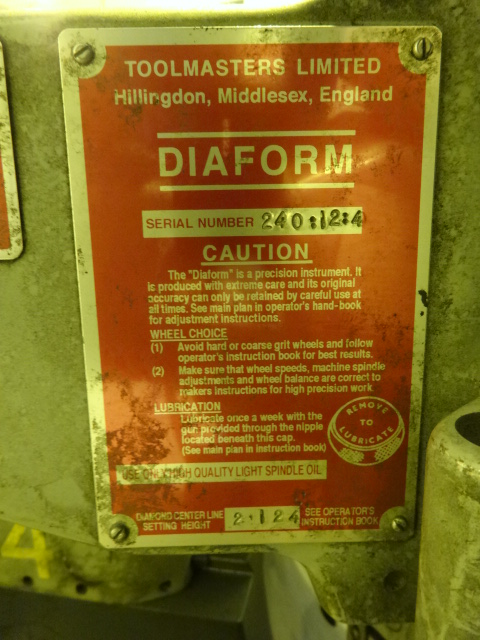 TOOLMASTERS LIMITED
Hillingdon, Middlesex, England
DIAFORM
SERIAL NUMBER 240:12:4
CAUTION
The "Diaform" is a precision instrument. It
is produced with extreme care and its original
accuracy can only be retained by careful use at
all times. See main plan in operator's hand-book
for adjustment instructions.
WHEEL CHOICE
(1) Avoid hard or coarse grit wheels and follow
operator's instruction book for best results.
(2) Make sure that wheel speeds, machine spindle
adjustments and wheel balance are correct to
makers instructions for high precision work.
LUBRICATION
Lubricate once a week with the
gun provided through the nipple
located beneath this cap.
(See main plan in instruction book)
REMOVE
TO
LUBRICATE
USE ONLY HIGH QUALITY LIGHT SPINDLE OIL
DIAFORD CENTER LINE
SETTING HEIGHT
2.124
SEE OPERATOR'S
INSTRUCTION BOOK
4